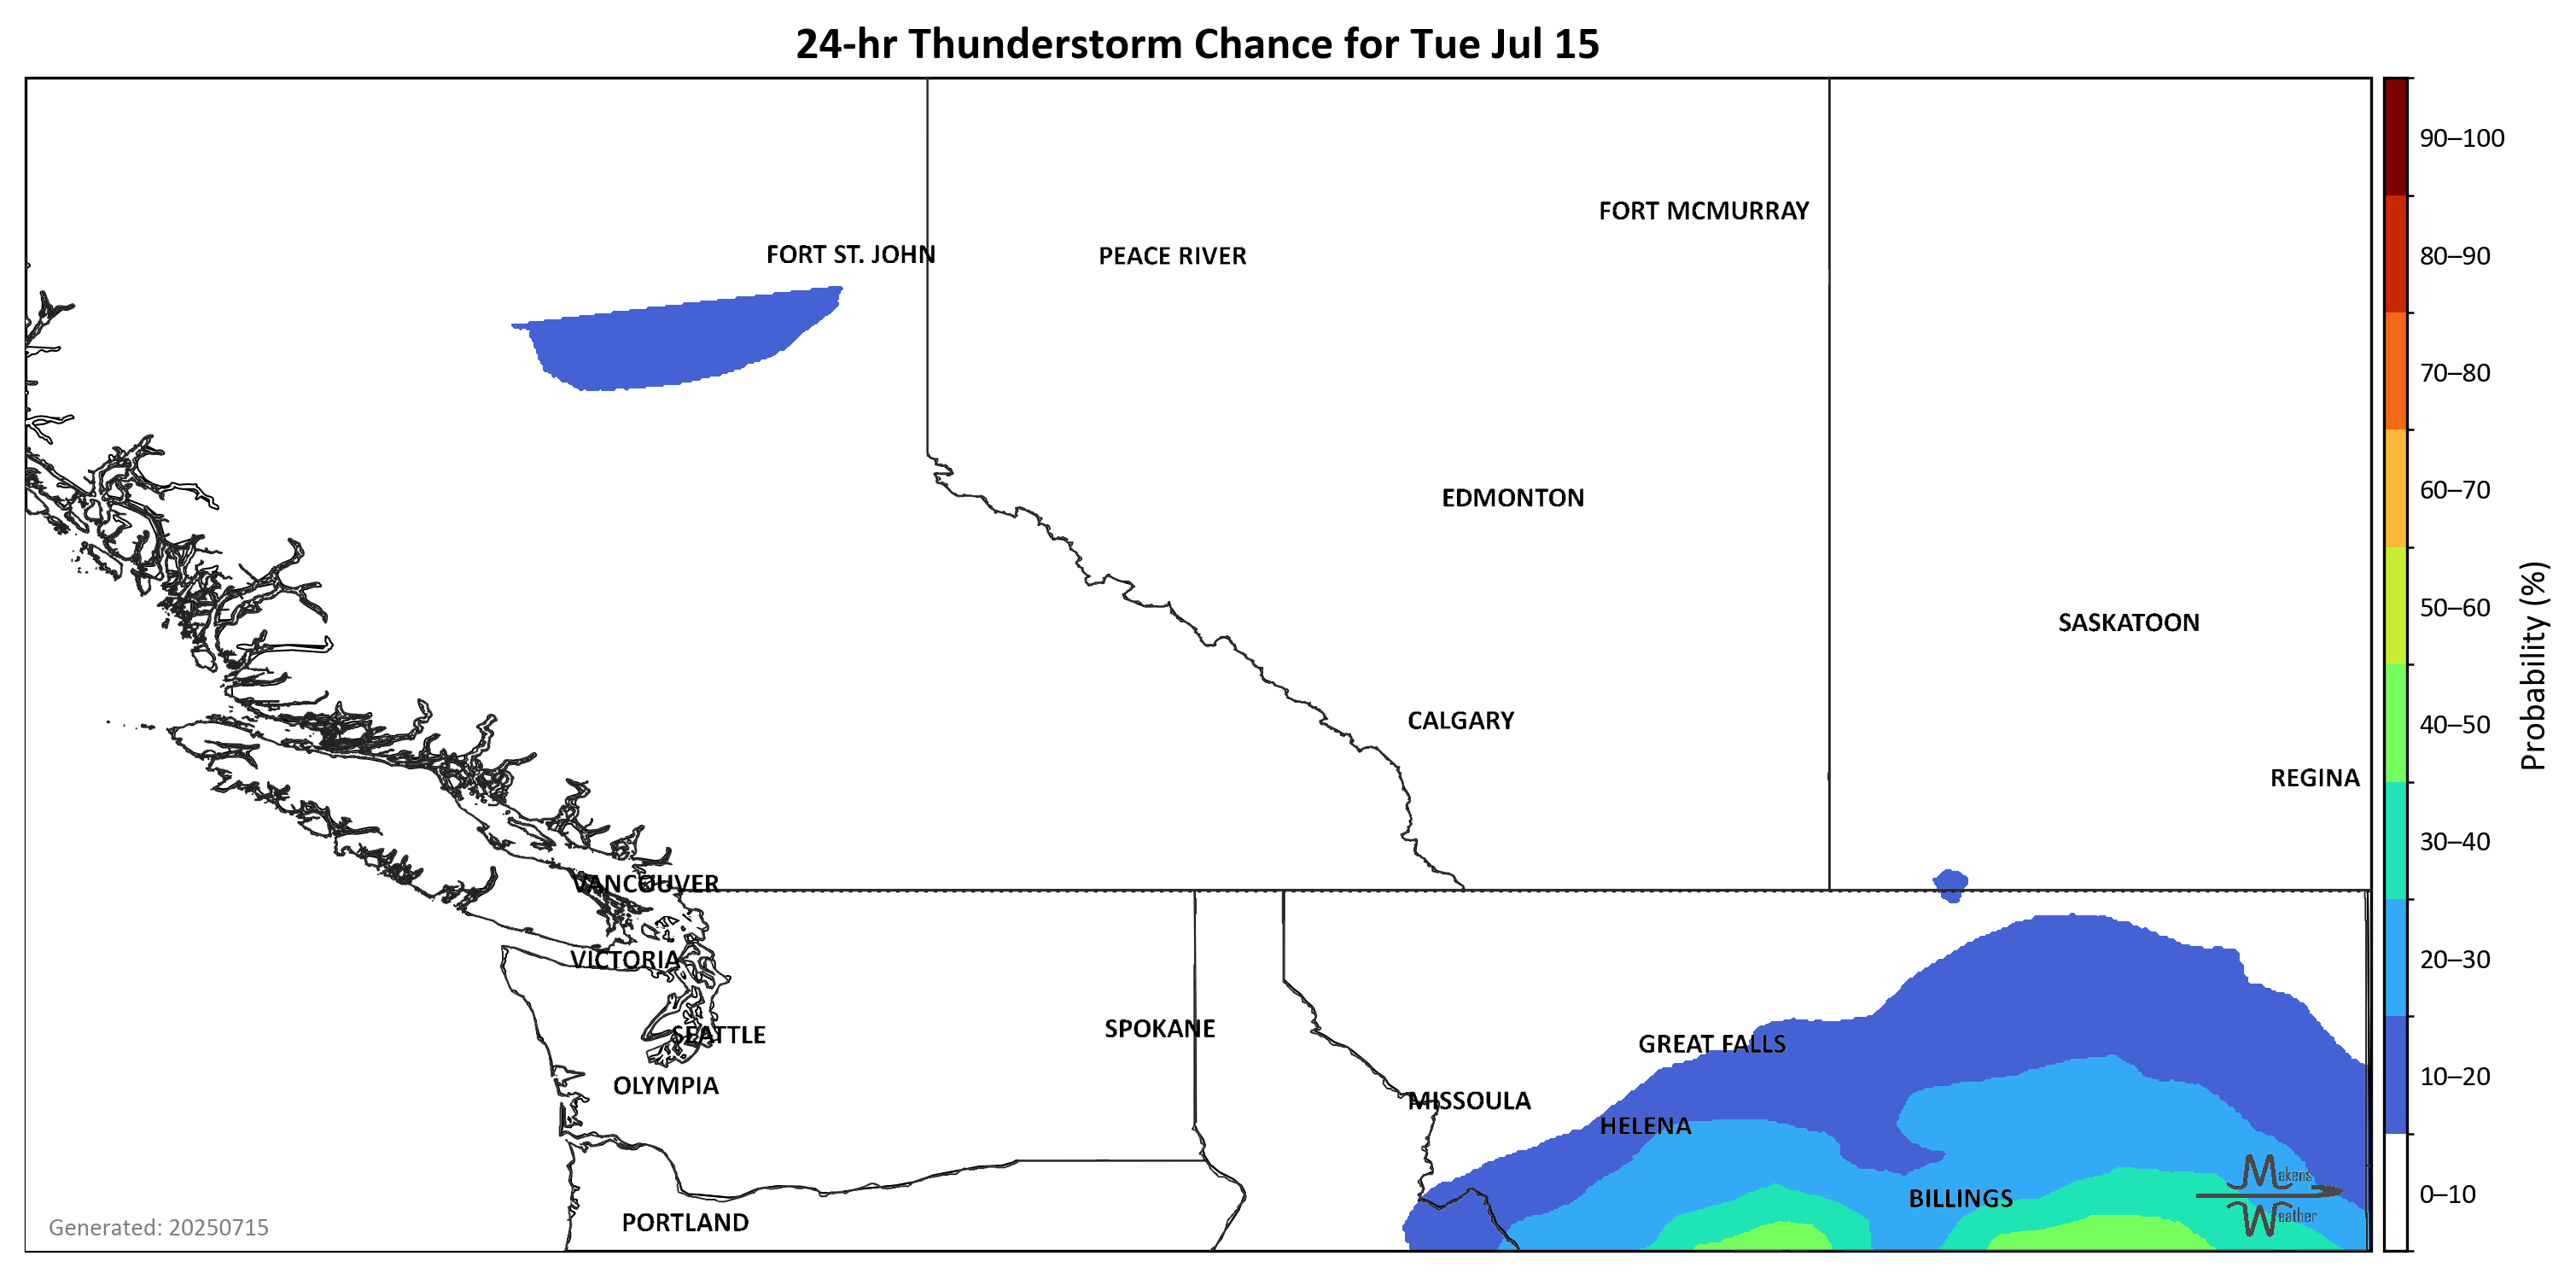 24-hr Thunderstorm Chance for Tue Jul 15
90–100
FORT MCMURRAY
FORT ST. JOHN
PEACE RIVER
80–90
70–80
60–70
EDMONTON
50–60
SASKATOON
CALGARY
40–50
REGINA
Probability (%)
30–40
VANCOUVER
VICTORIA
20–30
SPOKANE
SEATTLE
GREAT FALLS
OLYMPIA
10–20
MISSOULA
HELENA
Makens
Weather
BILLINGS
0–10
PORTLAND
Generated: 20250715